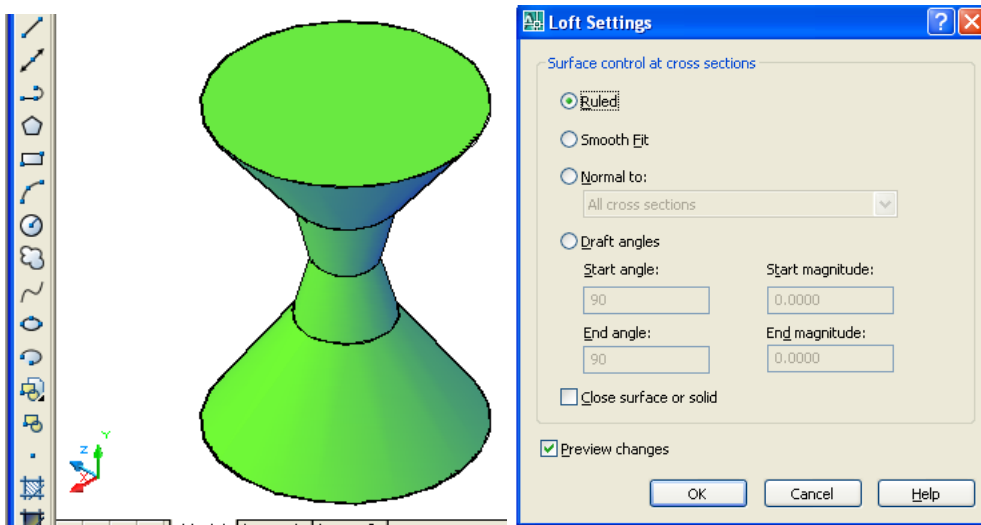 Loft Settings
Surface control at cross sections
Ruled
Smooth Fit
Normal to:
All cross sections
Draft angles
Start angle: Start magnitude:
90 0.0000
End angle: End magnitude:
90 0.0000
Close surface or solid
Preview changes
OK Cancel Help
Z Y